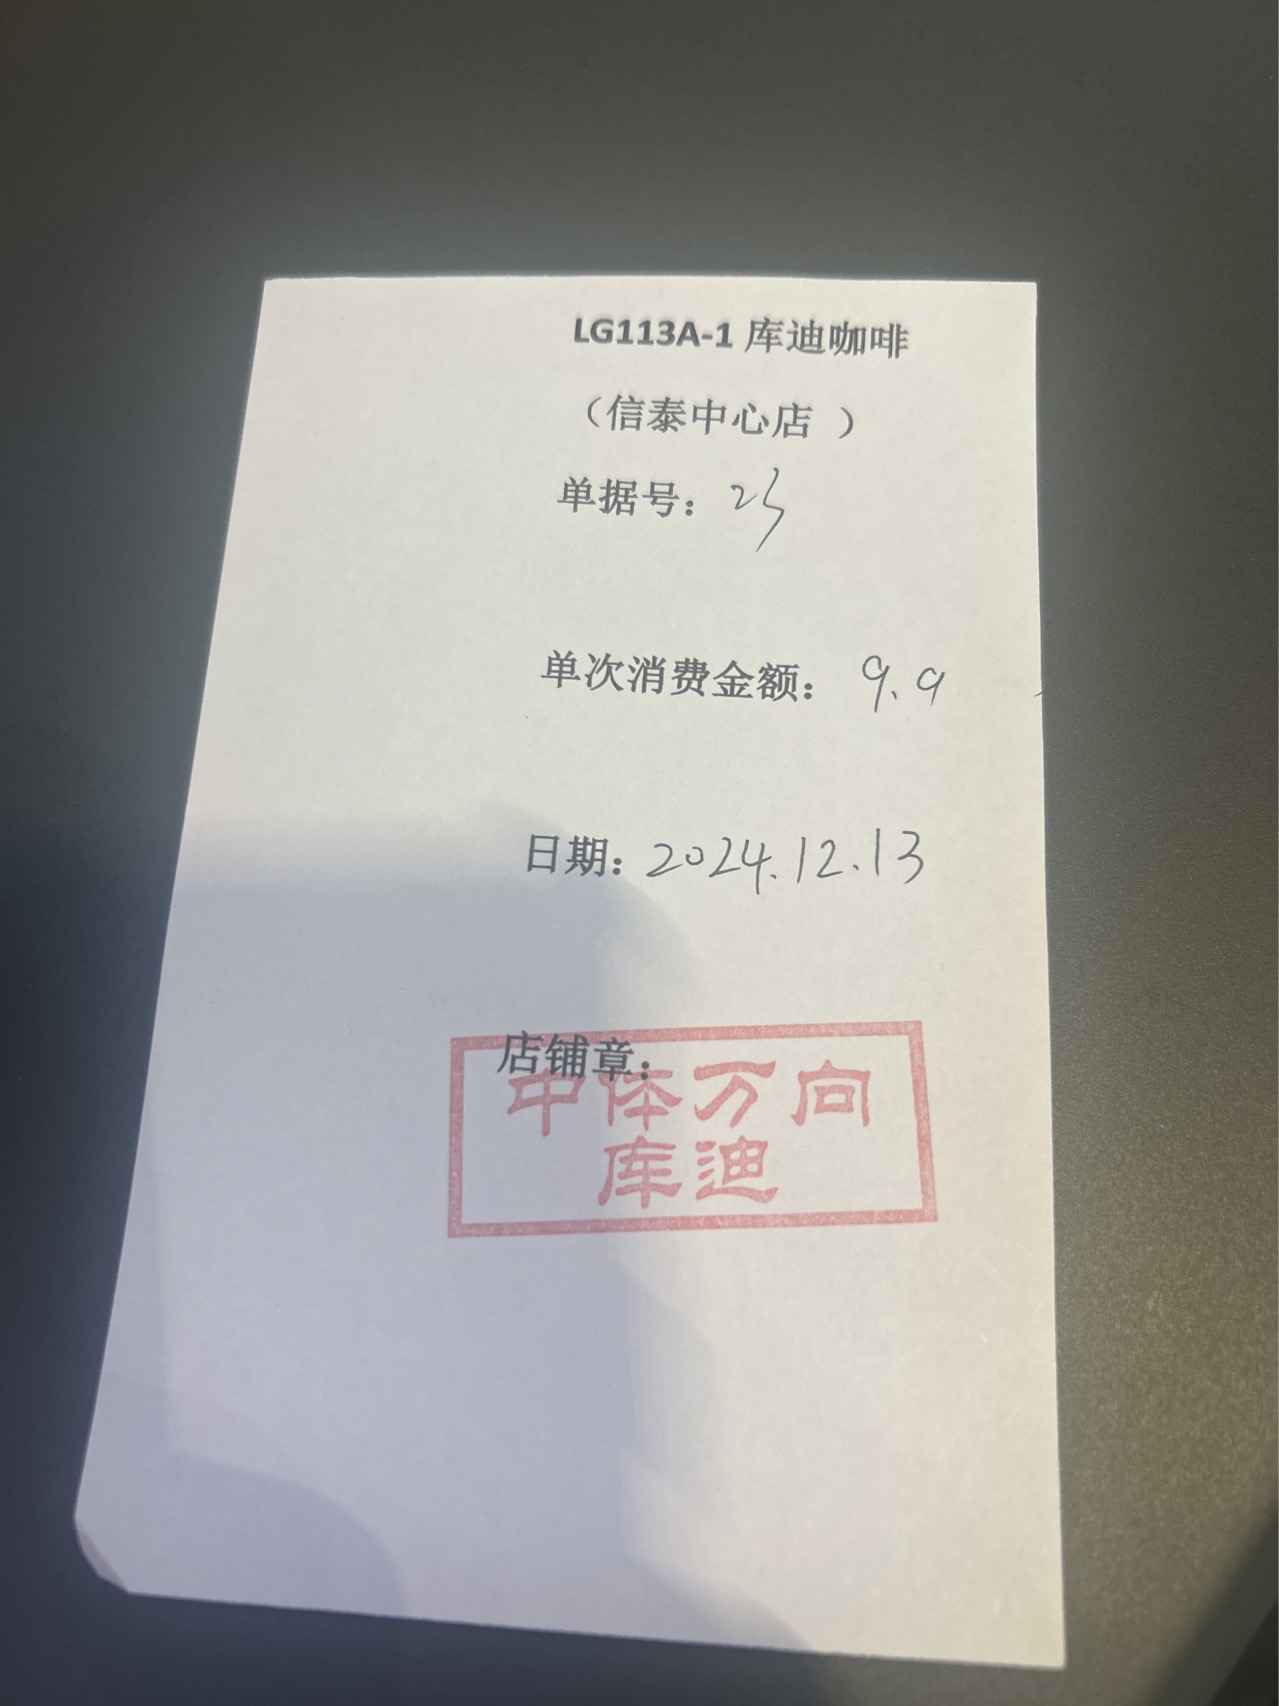 LG113A-1 库迪咖啡
（信泰中心店 ）
单据号：23
单次消费金额： 9.9
日期：2024.12.13
店铺章：
中体万向
库迪